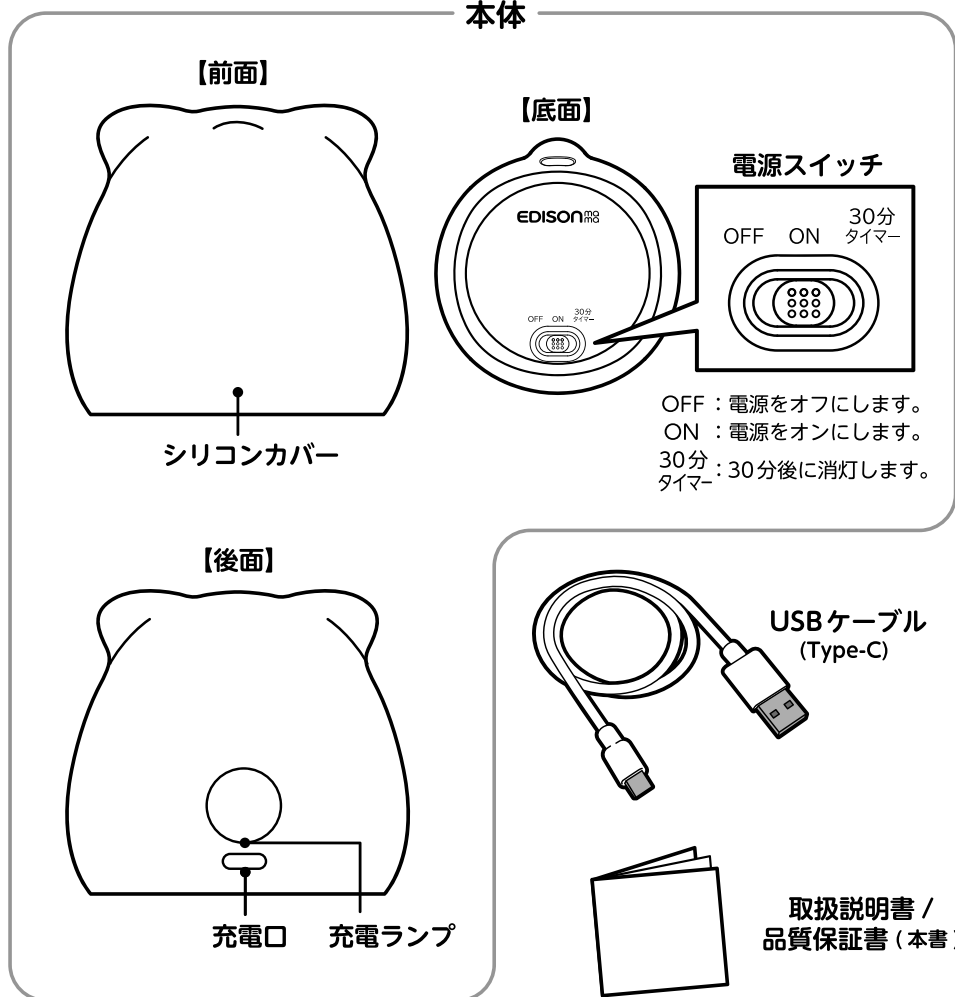 本体
【前面】
シリコンカバー
【底面】
EDISONmama
OFF ON 30分
タイマー
電源スイッチ
OFF ON 30分
タイマー
OFF：電源をオフにします。
ON：電源をオンにします。
30分
タイマー：30分後に消灯します。
【後面】
充電口 充電ランプ
USBケーブル
(Type-C)
取扱説明書 /
品質保証書 ( 本書 )